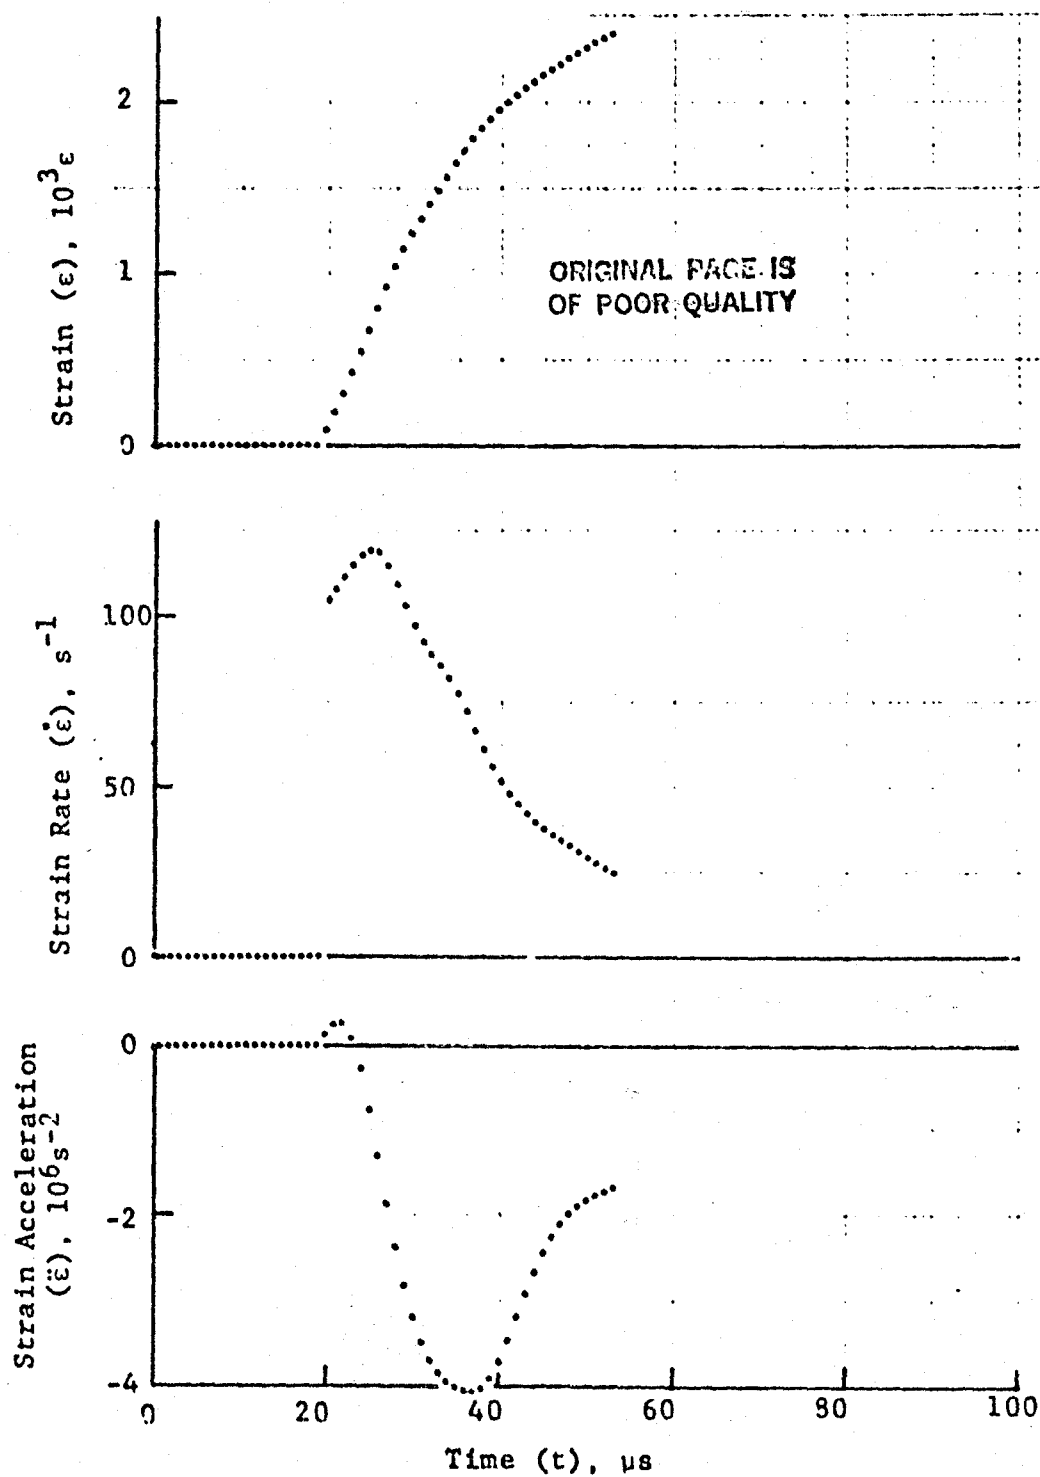 Strain (ε), 10³ε
2
1
0
ORIGINAL PAGE IS
OF POOR QUALITY
Strain Rate (ε̇), s⁻¹
100
50
0
Strain Acceleration
(ε̈), 10⁶s⁻²
0
-2
-4
0 20 40 60 80 100
Time (t), μs